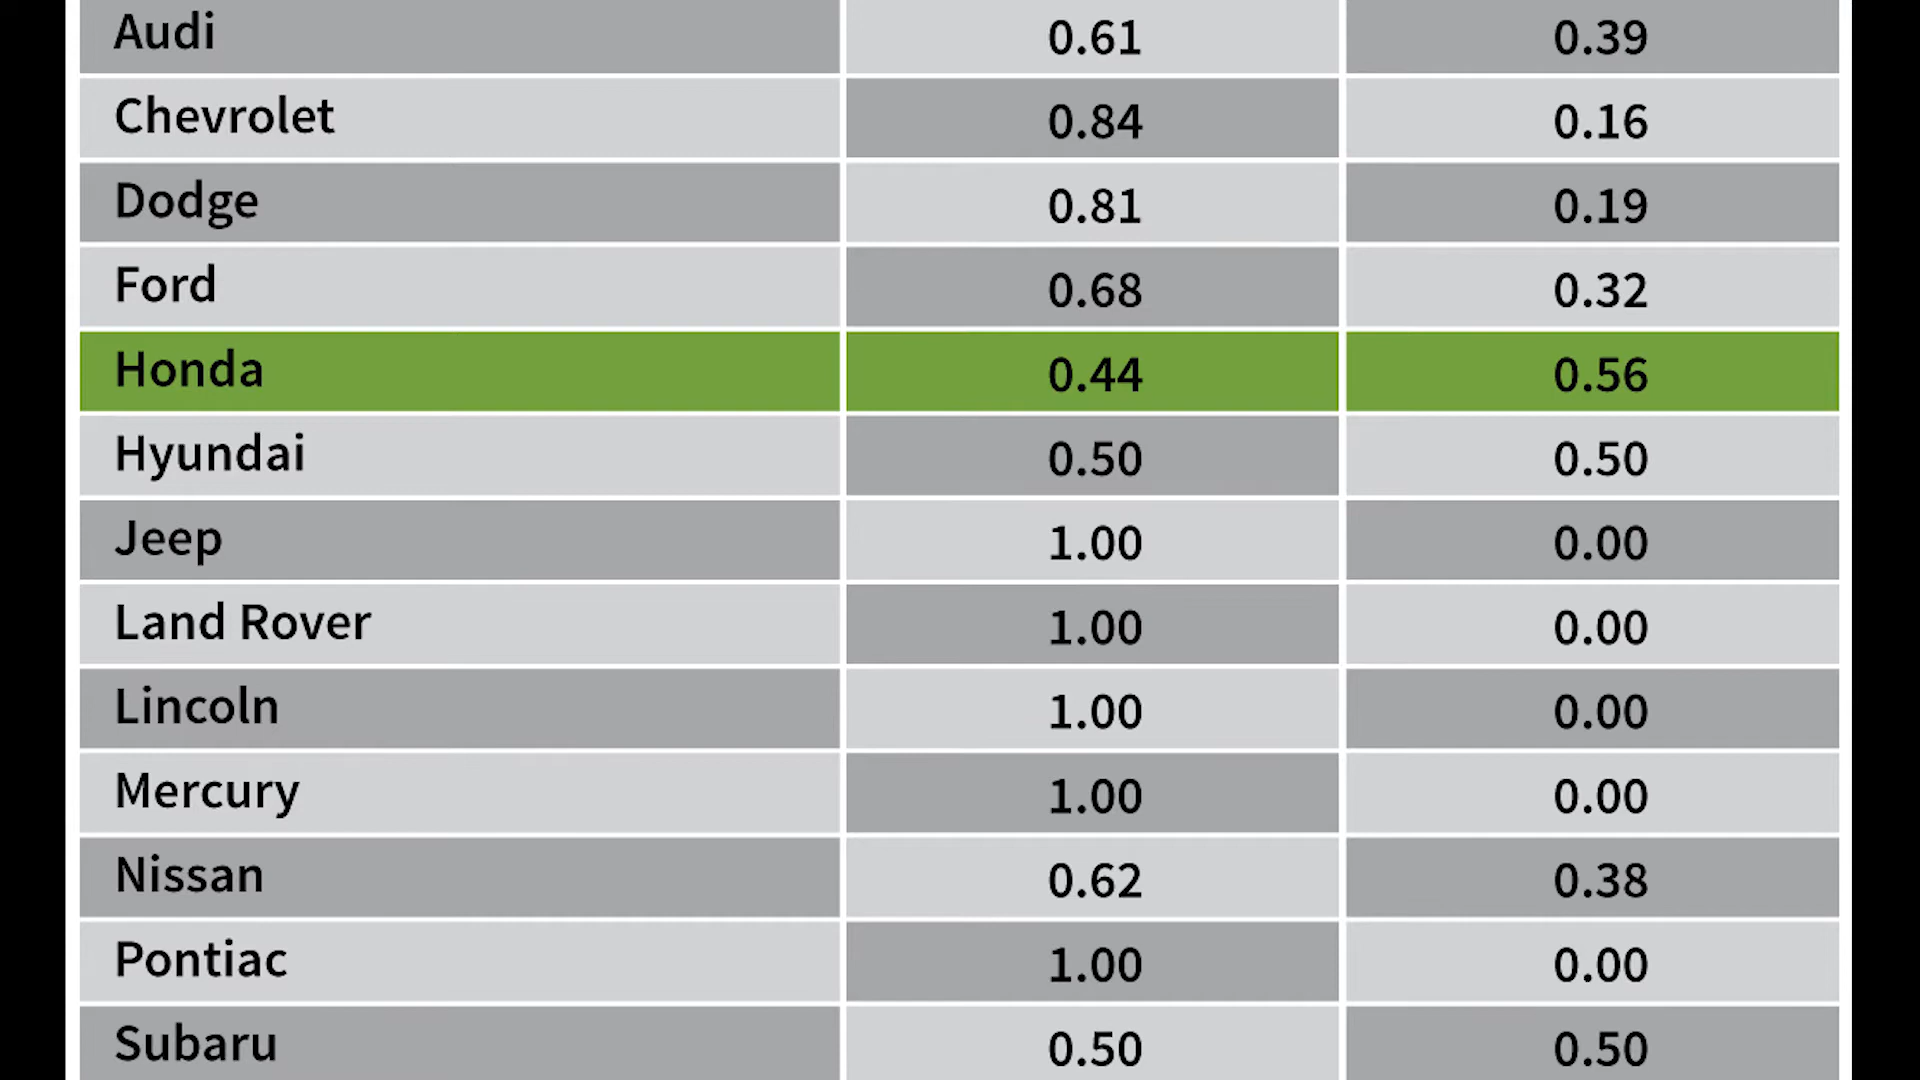 Audi 0.61 0.39
Chevrolet 0.84 0.16
Dodge 0.81 0.19
Ford 0.68 0.32
Honda 0.44 0.56
Hyundai 0.50 0.50
Jeep 1.00 0.00
Land Rover 1.00 0.00
Lincoln 1.00 0.00
Mercury 1.00 0.00
Nissan 0.62 0.38
Pontiac 1.00 0.00
Subaru 0.50 0.50